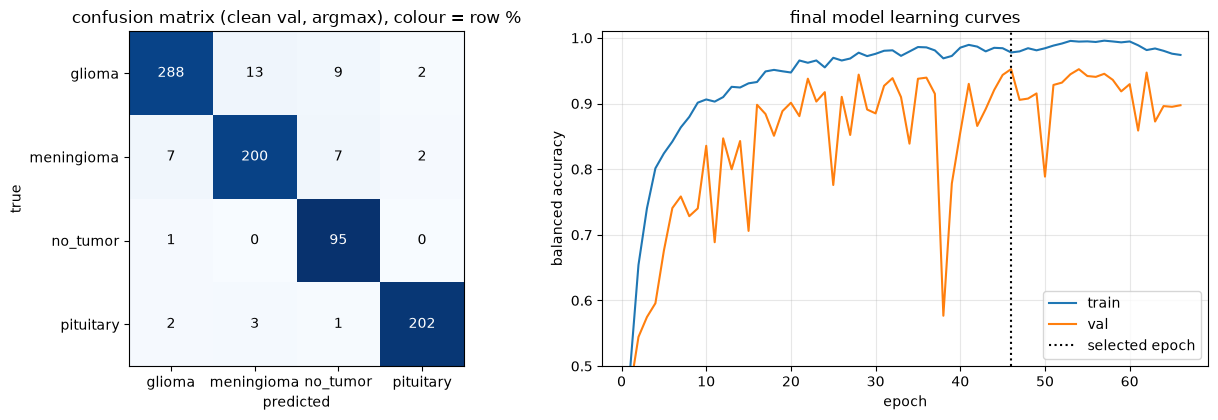 confusion matrix (clean val, argmax), colour = row %
true
glioma
288 13 9 2
meningioma
7 200 7 2
no_tumor
1 0 95 0
pituitary
2 3 1 202
glioma meningioma no_tumor pituitary
predicted
final model learning curves
balanced accuracy
1.0
0.9
0.8
0.7
0.6
0.5
0 10 20 30 40 50 60
epoch
train
val
selected epoch